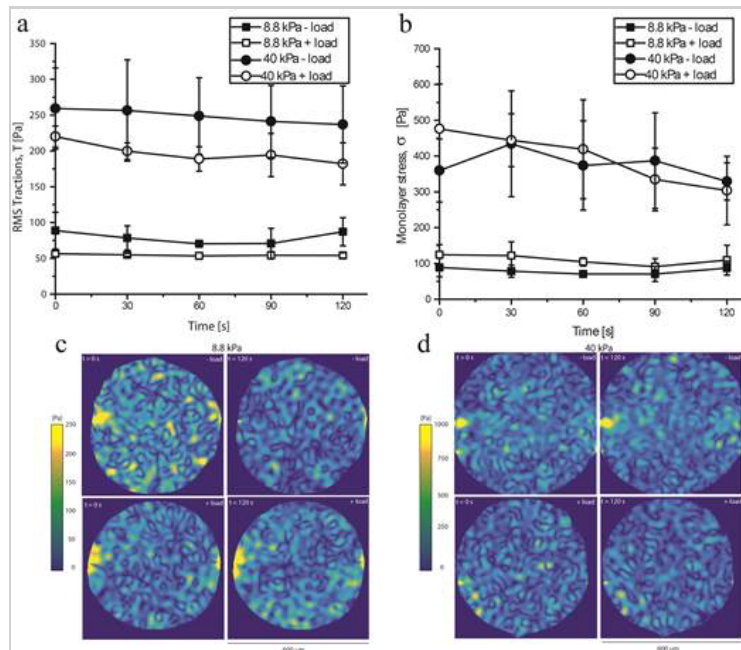 a
8.8 kPa - load
8.8 kPa + load
40 kPa - load
40 kPa + load
350
300
250
200
150
100
50
0
RMS Tractions, T [Pa]
0 30 60 90 120
Time [s]
b
8.8 kPa - load
8.8 kPa + load
40 kPa - load
40 kPa + load
700
600
500
400
300
200
100
0
Monolayer stress, σ [Pa]
0 30 60 90 120
Time [s]
c
8.8 kPa
t = 0 s
- load
t = 120 s
- load
[Pa]
250
200
150
100
50
0
t = 0 s
+ load
t = 120 s
+ load
d
40 kPa
t = 0 s
- load
t = 120 s
- load
[Pa]
1000
750
500
250
0
t = 0 s
+ load
t = 120 s
+ load